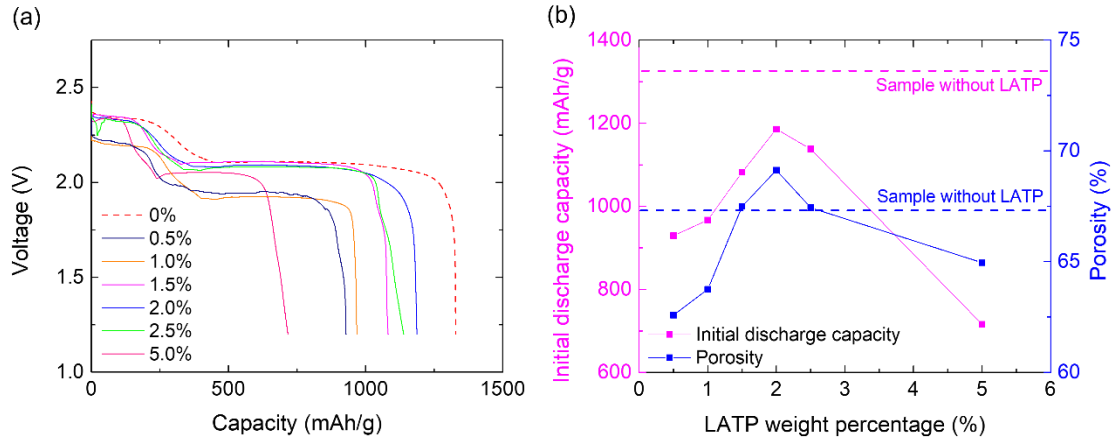 (a)
2.5
2.0
1.5
1.0
Voltage (V)
0%
0.5%
1.0%
1.5%
2.0%
2.5%
5.0%
0
500
1000
1500
Capacity (mAh/g)
(b)
1400
1200
1000
800
600
Initial discharge capacity (mAh/g)
Sample without LATP
Sample without LATP
Initial discharge capacity
Porosity
75
70
65
60
Porosity (%)
0
1
2
3
4
5
6
LATP weight percentage (%)